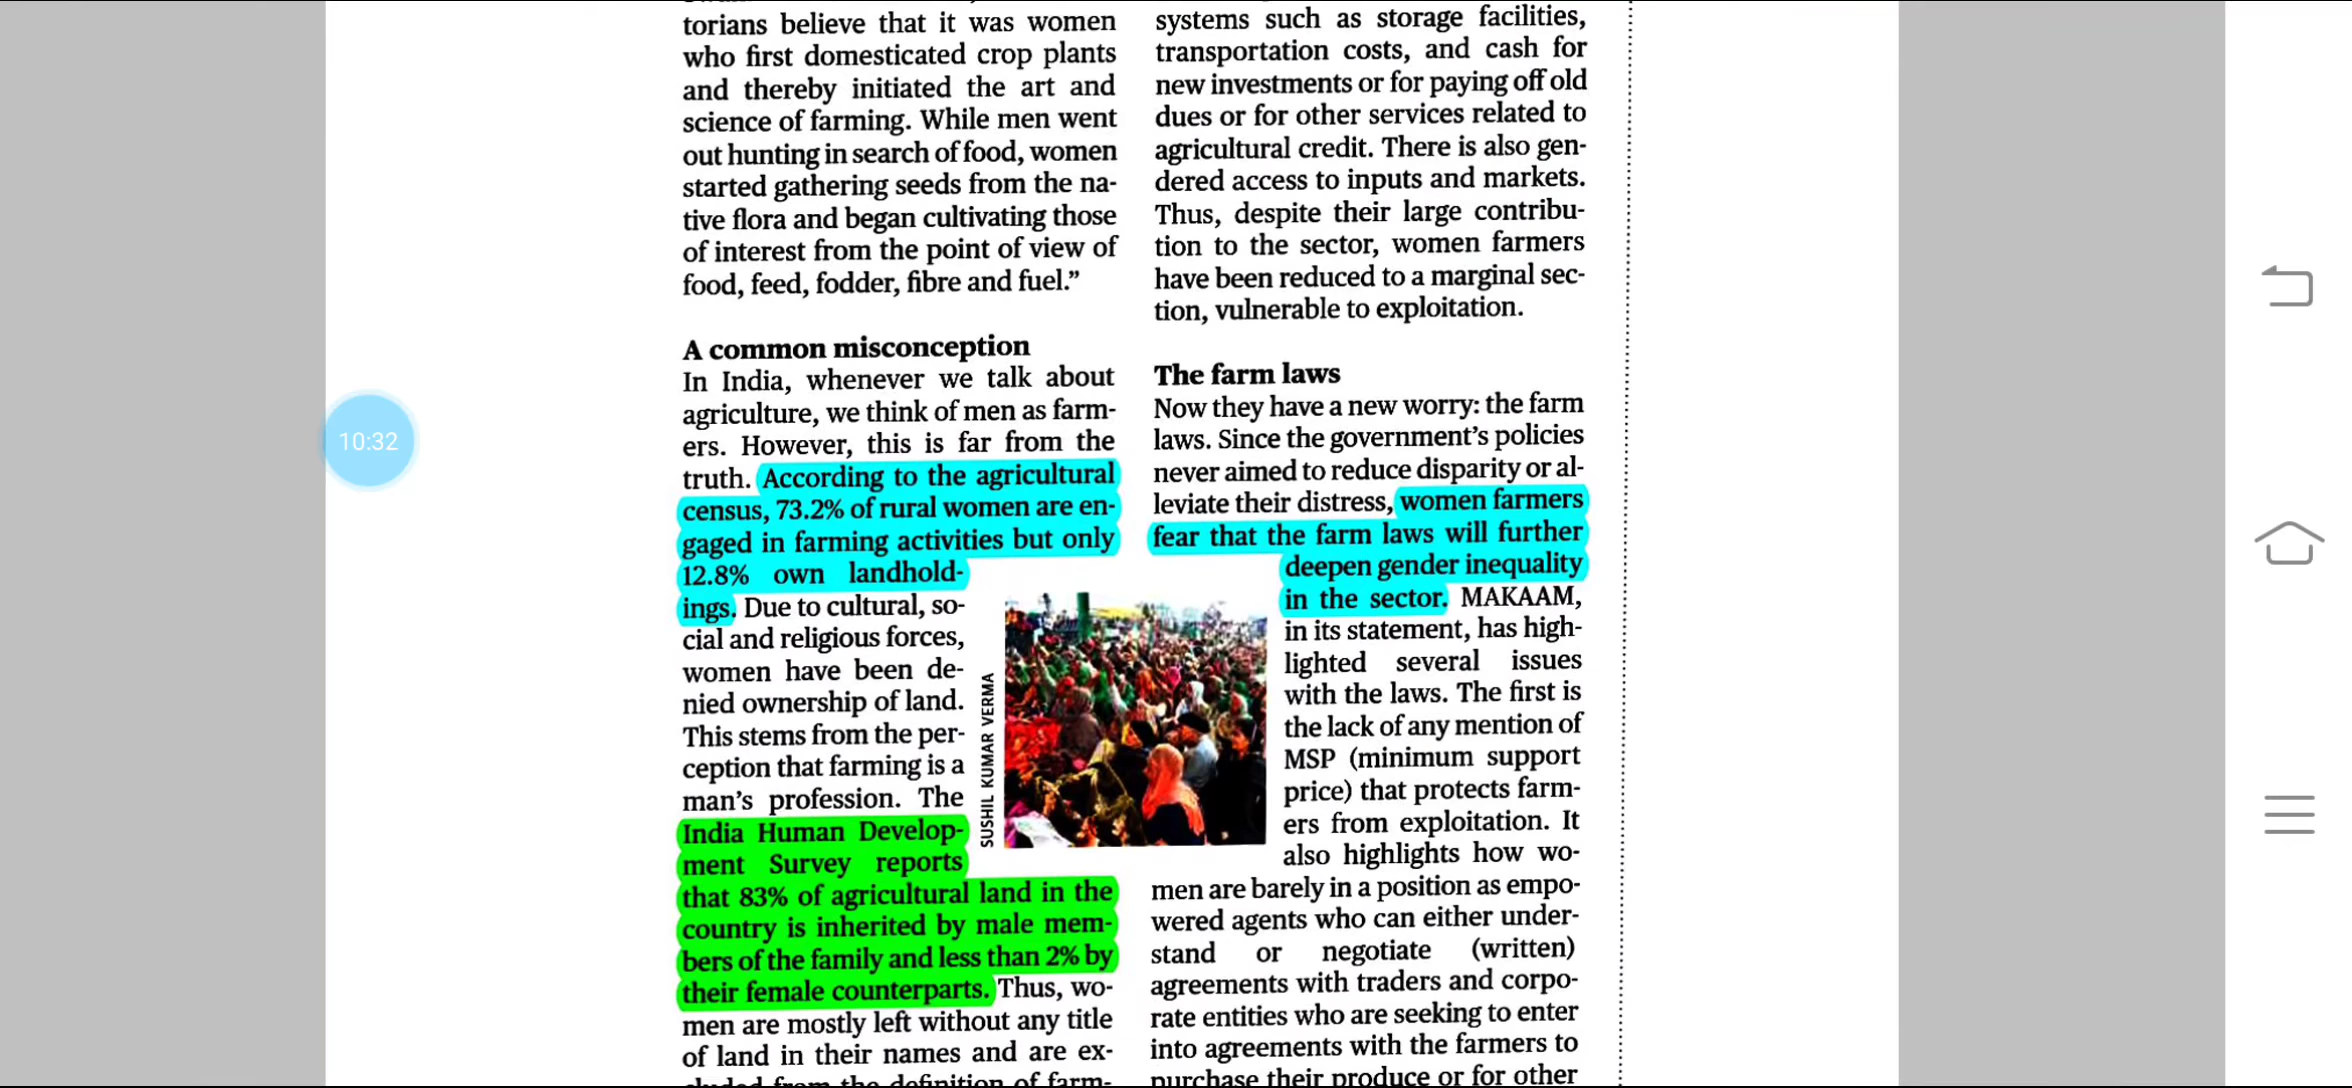 torians believe that it was women
who first domesticated crop plants
and thereby initiated the art and
science of farming. While men went
out hunting in search of food, women
started gathering seeds from the na-
tive flora and began cultivating those
of interest from the point of view of
food, feed, fodder, fibre and fuel.”
A common misconception
In India, whenever we talk about
agriculture, we think of men as farm-
ers. However, this is far from the
truth. According to the agricultural
census, 73.2% of rural women are en-
gaged in farming activities but only
12.8% own landhold-
ings. Due to cultural, so-
cial and religious forces,
women have been de-
nied ownership of land.
This stems from the per-
ception that farming is a
man’s profession. The
India Human Develop-
ment Survey reports
that 83% of agricultural land in the
country is inherited by male mem-
bers of the family and less than 2% by
their female counterparts. Thus, wo-
men are mostly left without any title
of land in their names and are ex-
cluded from the definition of farm-
systems such as storage facilities,
transportation costs, and cash for
new investments or for paying off old
dues or for other services related to
agricultural credit. There is also gen-
dered access to inputs and markets.
Thus, despite their large contribu-
tion to the sector, women farmers
have been reduced to a marginal sec-
tion, vulnerable to exploitation.
The farm laws
Now they have a new worry: the farm
laws. Since the government’s policies
never aimed to reduce disparity or al-
leviate their distress, women farmers
fear that the farm laws will further
deepen gender inequality
in the sector. MAKAAM,
in its statement, has high-
lighted several issues
with the laws. The first is
the lack of any mention of
MSP (minimum support
price) that protects farm-
ers from exploitation. It
also highlights how wo-
men are barely in a position as empo-
wered agents who can either under-
stand or negotiate (written)
agreements with traders and corpo-
rate entities who are seeking to enter
into agreements with the farmers to
purchase their produce or for other
SUSHIL KUMAR VERMA
10:32